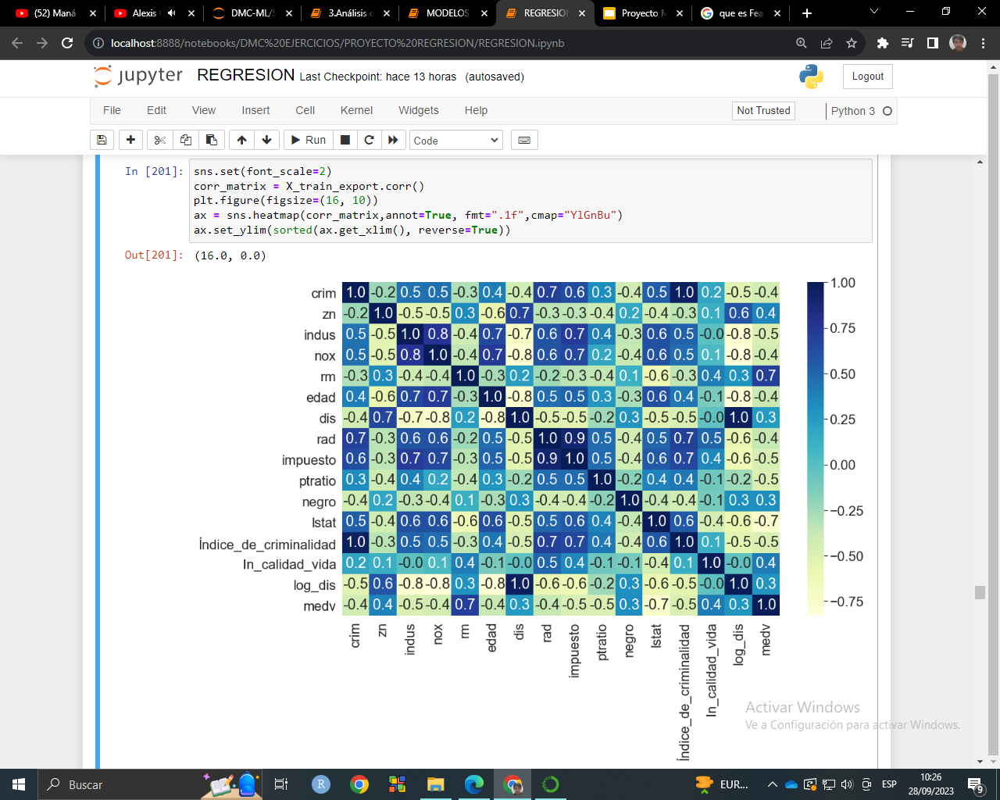 (52) Maná
Alexis
DMC-ML/
3.Análisis
MODELOS
REGRESION
Proyecto M
que es Fea
localhost:8888/notebooks/DMC%20EJERCICIOS/PROYECTO%20REGRESION/REGRESION.ipynb
jupyter REGRESION Last Checkpoint: hace 13 horas (autosaved)
Logout
File Edit View Insert Cell Kernel Widgets Help
Not Trusted
Python 3
Run
Code
In [201]:
sns.set(font_scale=2)
corr_matrix = X_train_export.corr()
plt.figure(figsize=(16, 10))
ax = sns.heatmap(corr_matrix,annot=True, fmt=".1f",cmap="YlGnBu")
ax.set_ylim(sorted(ax.get_xlim(), reverse=True))
Out[201]: (16.0, 0.0)
crim 1.0 -0.2 0.5 0.5 -0.3 0.4 -0.4 0.7 0.6 0.3 -0.4 0.5 1.0 0.2 -0.5 -0.4
zn -0.2 1.0 -0.5 -0.5 0.3 -0.6 0.7 -0.3 -0.3 -0.4 0.2 -0.4 -0.3 0.1 0.6 0.4
indus 0.5 -0.5 1.0 0.8 -0.4 0.7 -0.7 0.6 0.7 0.4 -0.3 0.6 0.5 -0.0 -0.8 -0.5
nox 0.5 -0.5 0.8 1.0 -0.4 0.7 -0.8 0.6 0.7 0.2 -0.4 0.6 0.5 0.1 -0.8 -0.4
rm -0.3 0.3 -0.4 -0.4 1.0 -0.3 0.2 -0.2 -0.3 -0.4 0.1 -0.6 -0.3 0.4 0.3 0.7
edad 0.4 -0.6 0.7 0.7 -0.3 1.0 -0.8 0.5 0.5 0.3 -0.3 0.6 0.4 -0.1 -0.8 -0.4
dis -0.4 0.7 -0.7 -0.8 0.2 -0.8 1.0 -0.5 -0.5 -0.2 0.3 -0.5 -0.5 -0.0 1.0 0.3
rad 0.7 -0.3 0.6 0.6 -0.2 0.5 -0.5 1.0 0.9 0.5 -0.4 0.5 0.7 0.5 -0.6 -0.4
impuesto 0.6 -0.3 0.7 0.7 -0.3 0.5 -0.5 0.9 1.0 0.5 -0.4 0.6 0.7 0.4 -0.6 -0.5
ptratio 0.3 -0.4 0.4 0.2 -0.4 0.3 -0.2 0.5 0.5 1.0 -0.2 0.4 0.4 -0.1 -0.2 -0.5
negro -0.4 0.2 -0.3 -0.4 0.1 -0.3 0.3 -0.4 -0.4 -0.2 1.0 -0.4 -0.4 -0.1 0.3 0.3
lstat 0.5 -0.4 0.6 0.6 -0.6 0.6 -0.5 0.5 0.6 0.4 -0.4 1.0 0.6 -0.4 -0.6 -0.7
Índice_de_criminalidad 1.0 -0.3 0.5 0.5 -0.3 0.4 -0.5 0.7 0.7 0.4 -0.4 0.6 1.0 0.1 -0.5 -0.5
In_calidad_vida 0.2 0.1 -0.0 0.1 0.4 -0.1 -0.0 0.5 0.4 -0.1 -0.1 -0.4 0.1 1.0 -0.0 0.4
log_dis -0.5 0.6 -0.8 -0.8 0.3 -0.8 1.0 -0.6 -0.6 -0.2 0.3 -0.6 -0.5 -0.0 1.0 0.3
medv -0.4 0.4 -0.5 -0.4 0.7 -0.4 0.3 -0.4 -0.5 -0.5 0.3 -0.7 -0.5 0.4 0.3 1.0
crim zn indus nox rm edad dis rad impuesto ptratio negro lstat Índice_de_criminalidad In_calidad_vida log_dis medv
1.00
0.75
0.50
0.25
0.00
−0.25
−0.50
−0.75
Activar Windows
Ve a Configuración para activar Windows.
Buscar
R
EUR...
ESP
10:26
28/09/2023
9